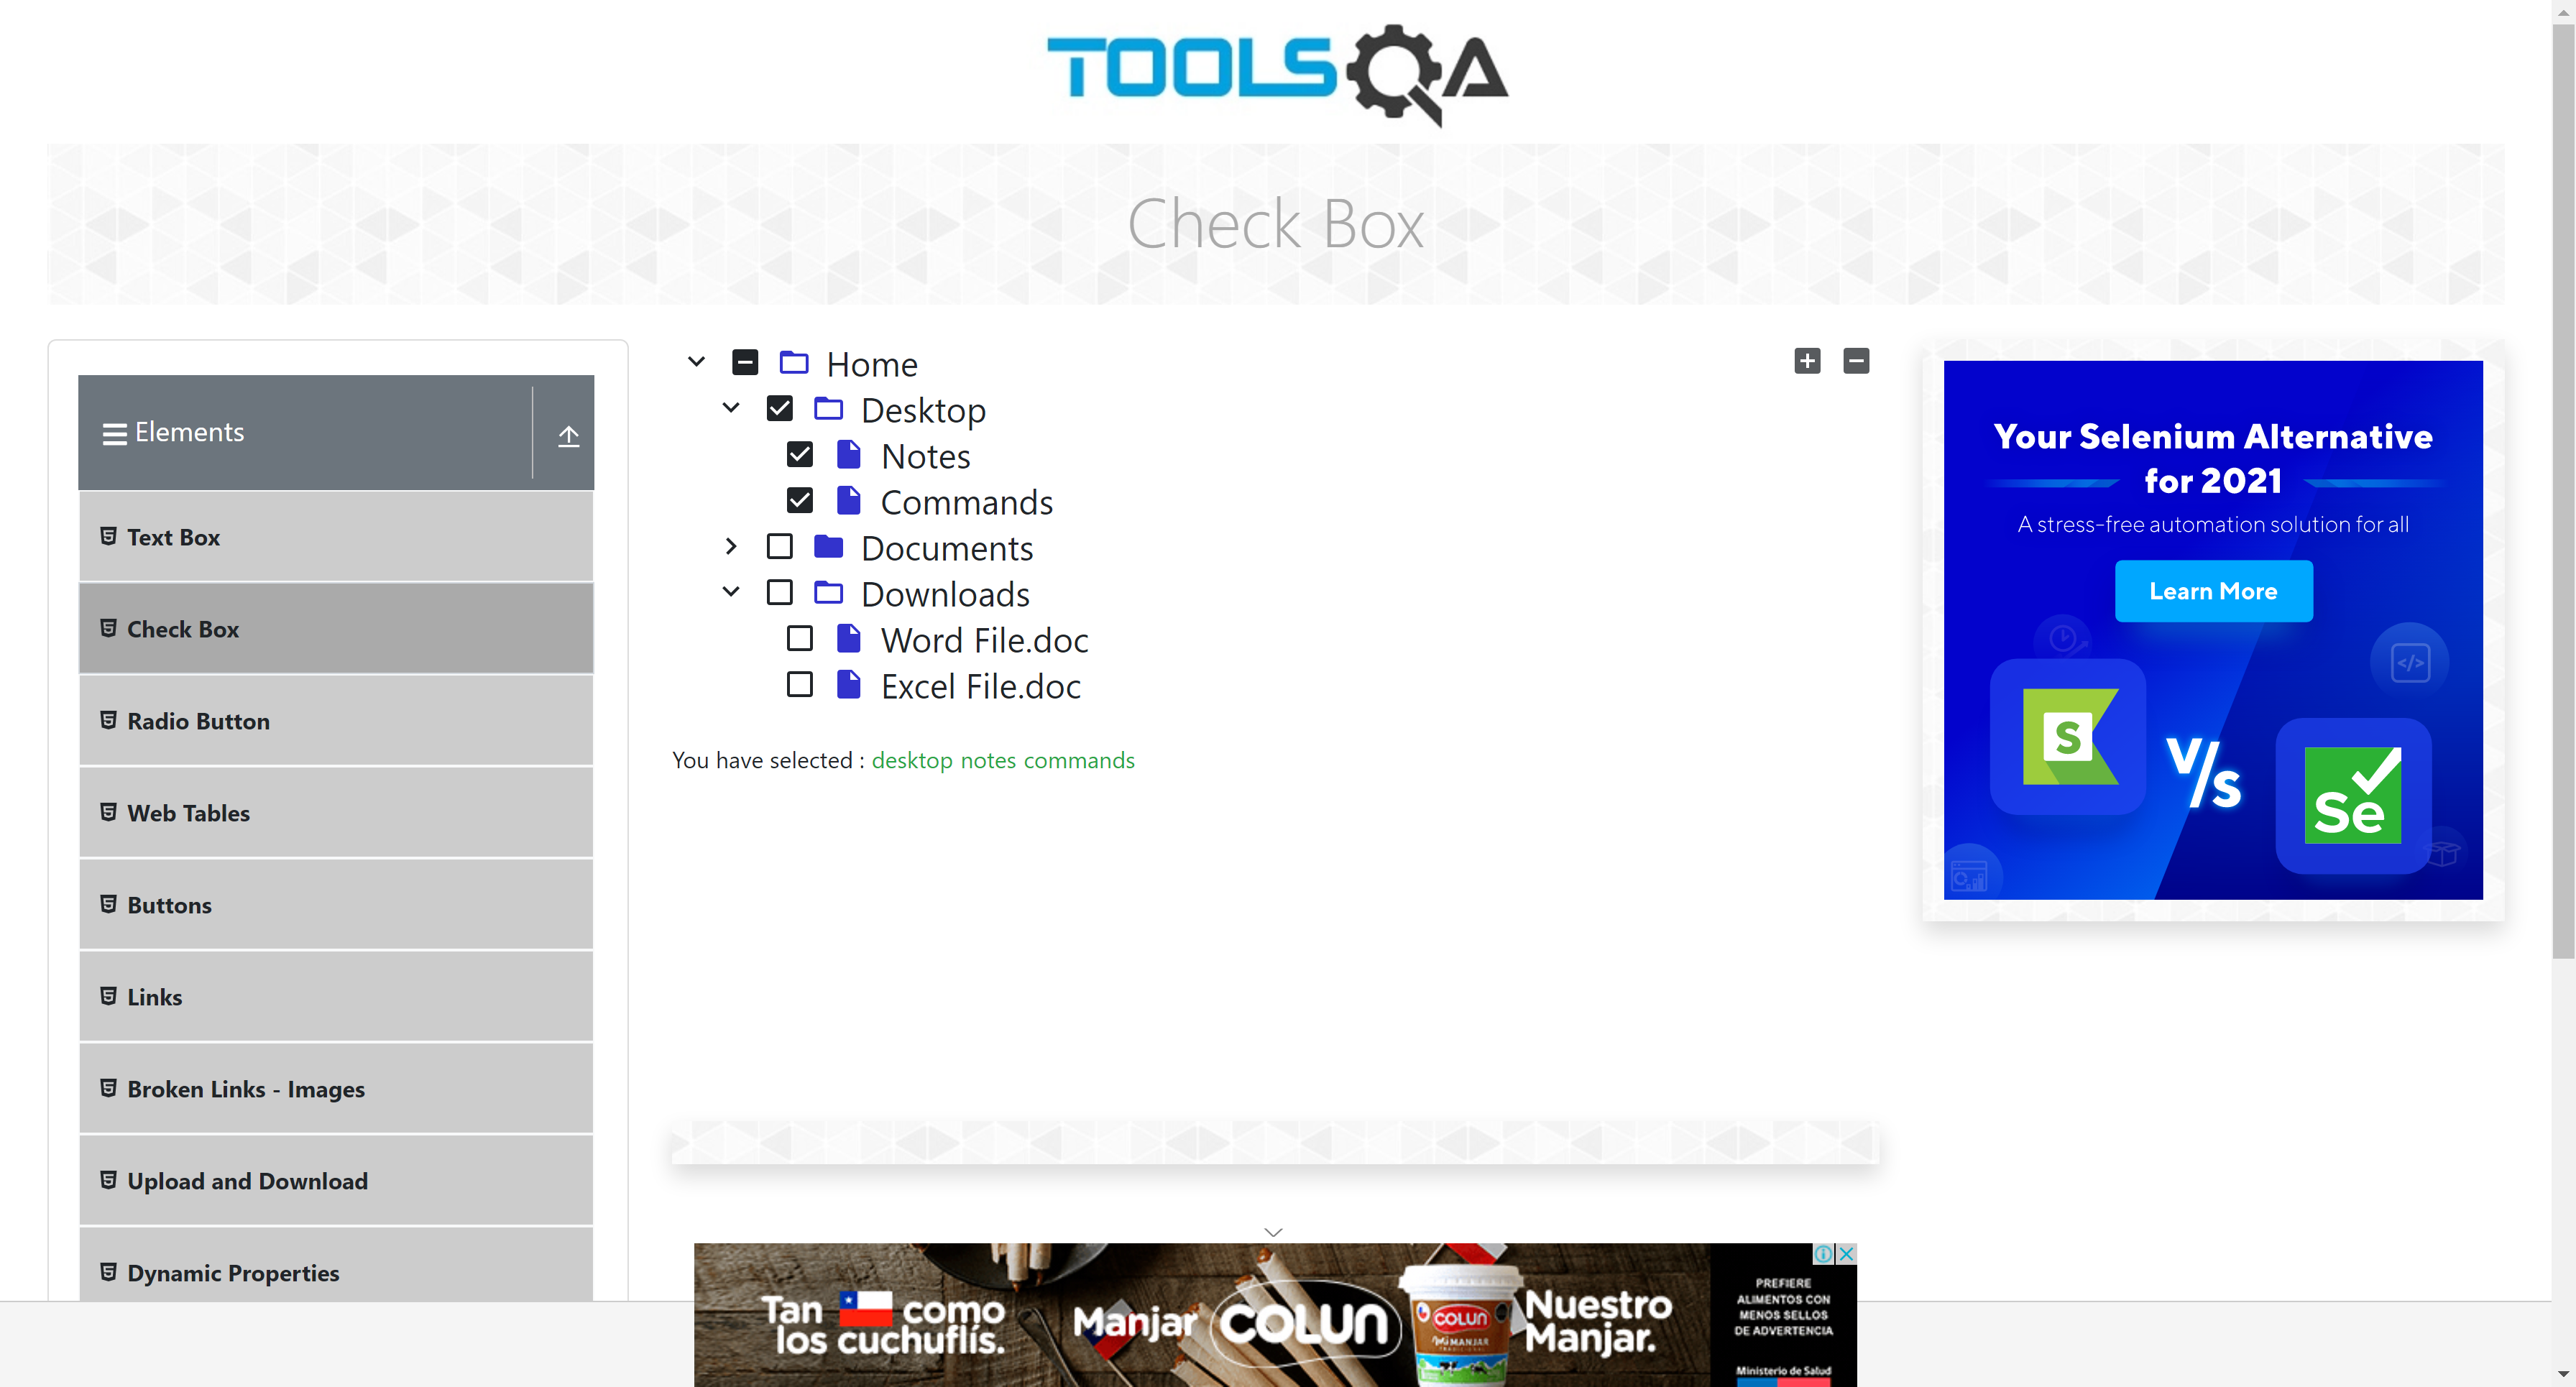 TOOLSQA
Check Box
Elements
Text Box
Check Box
Radio Button
Web Tables
Buttons
Links
Broken Links - Images
Upload and Download
Dynamic Properties
Home
Desktop
Notes
Commands
Documents
Downloads
Word File.doc
Excel File.doc
You have selected : desktop notes commands
Your Selenium Alternative
for 2021
A stress-free automation solution for all
Learn More
</>
S
V/s
Se
Tan como
los cuchuflís.
Manjar COLUN
COLUN
MANJAR
Nuestro
Manjar.
PREFIERE
ALIMENTOS CON
MENOS SELLOS
DE ADVERTENCIA
Ministerio de Salud